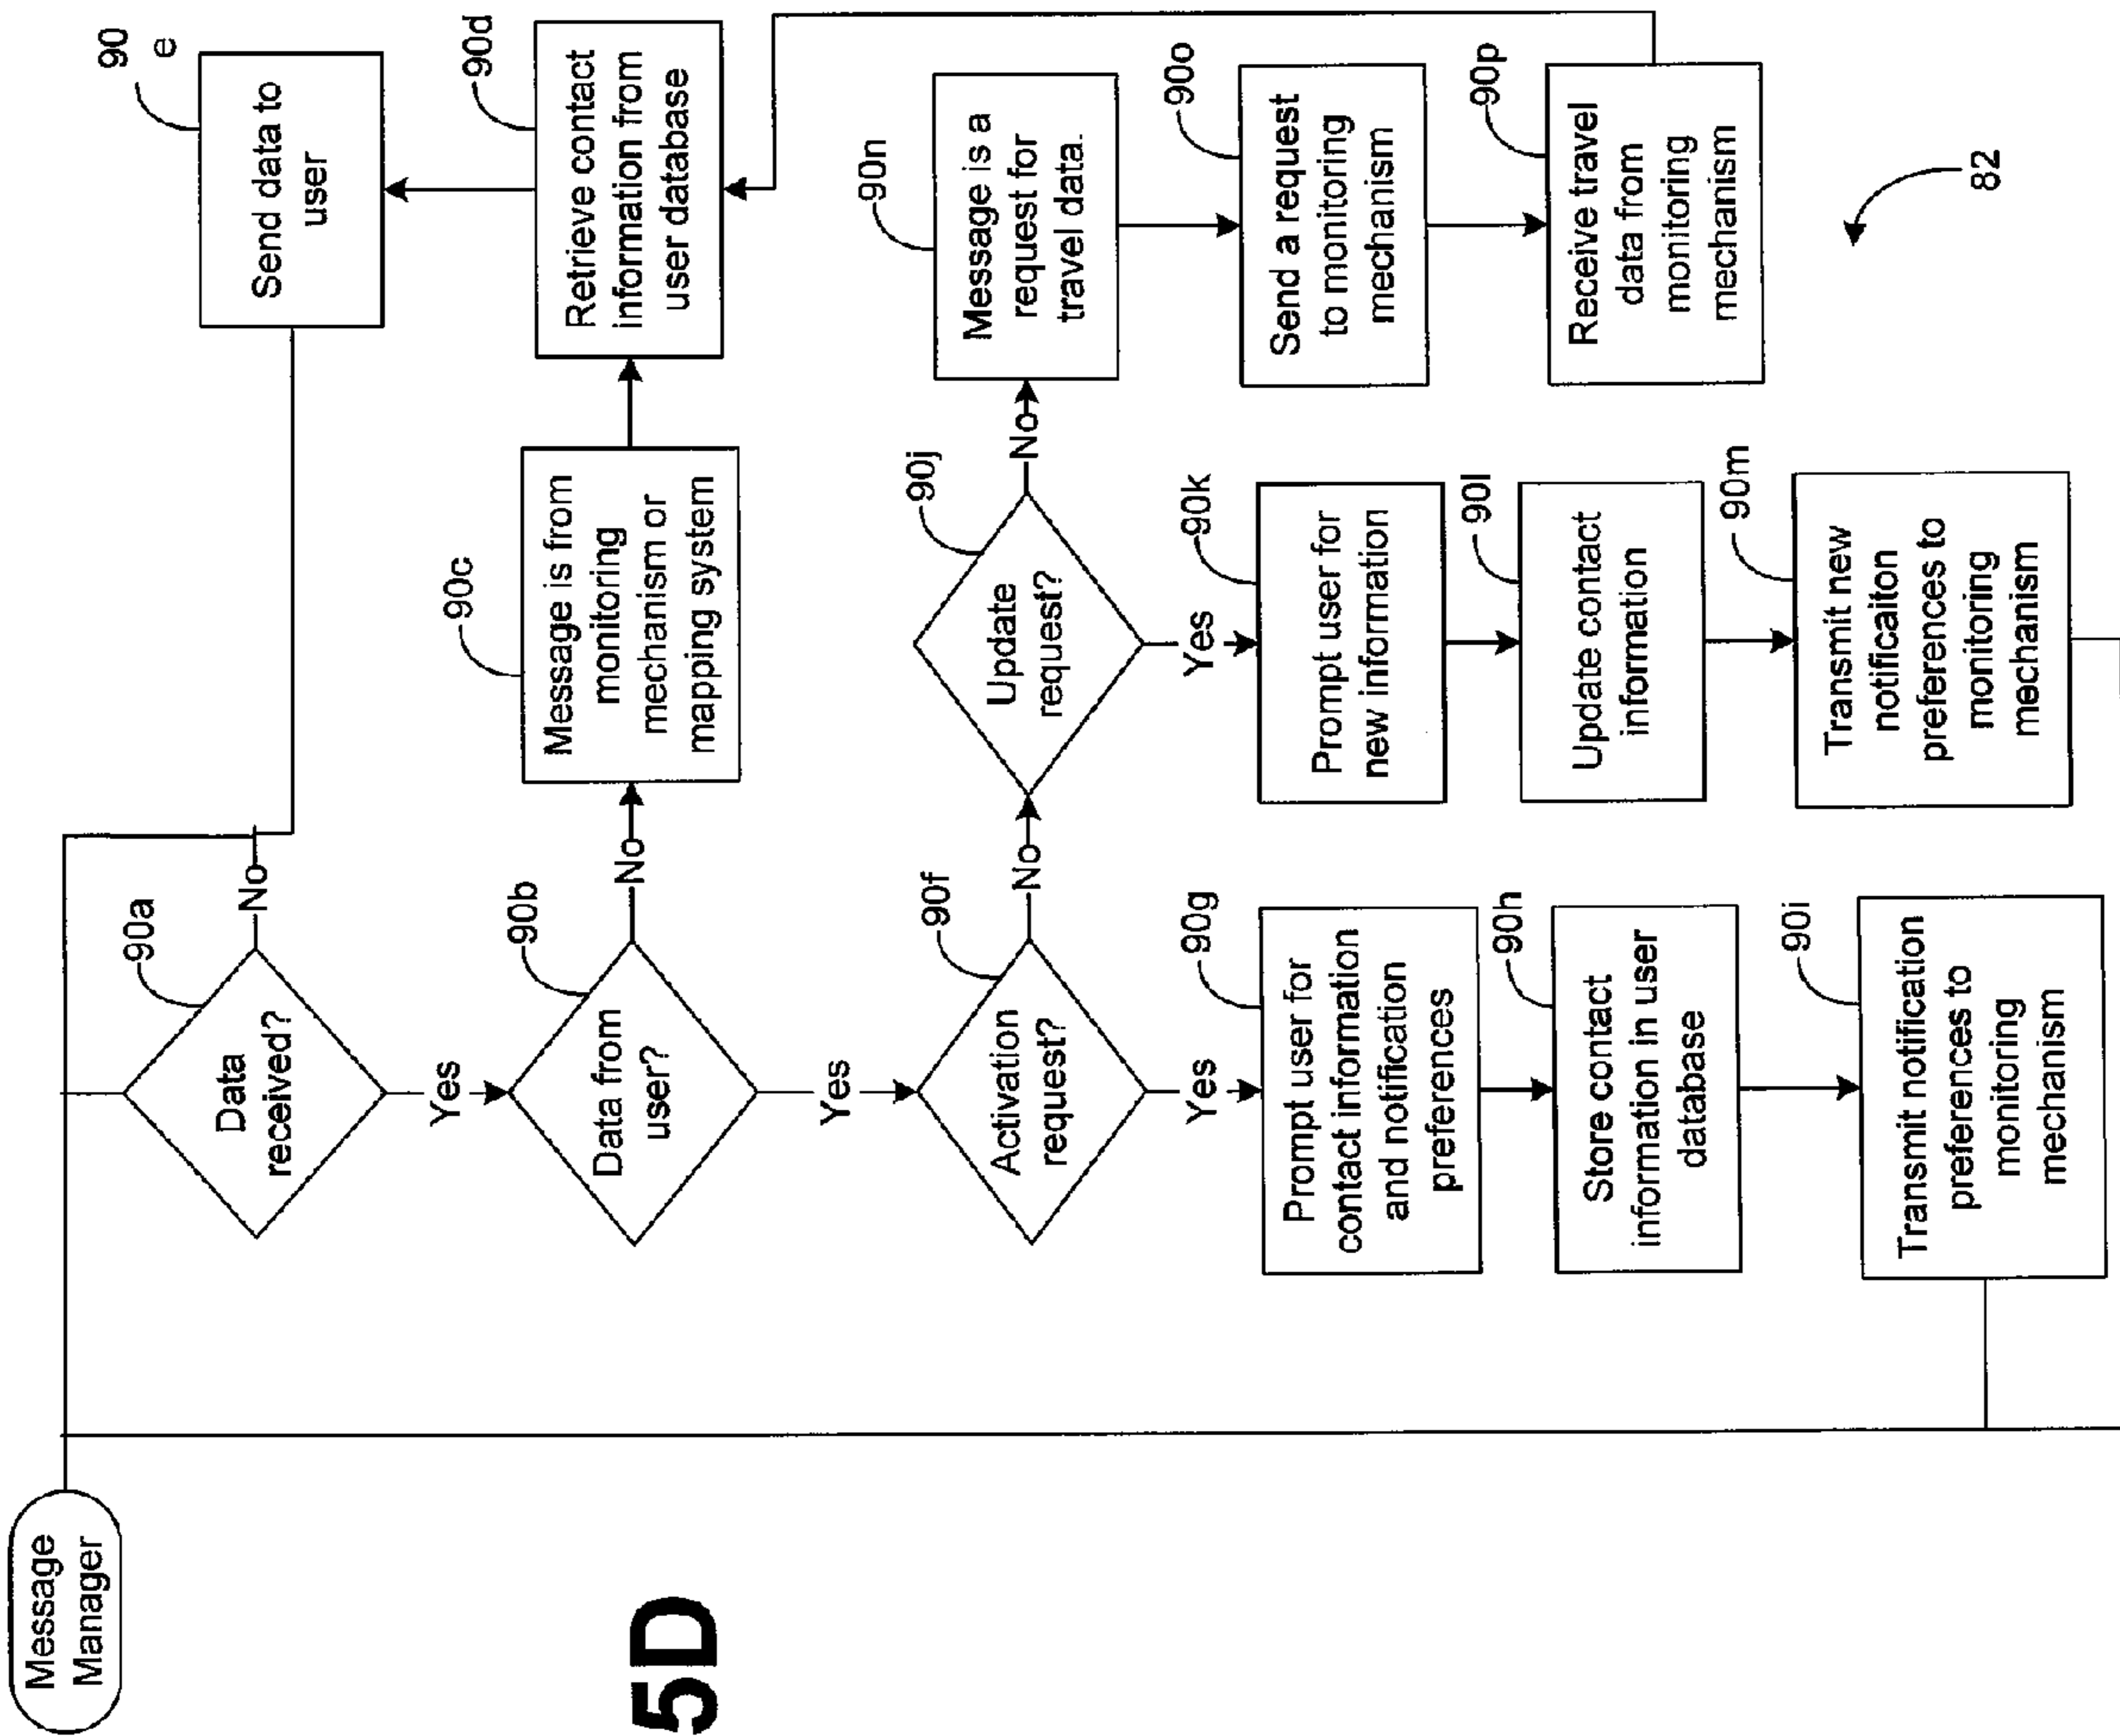 Message
Manager
90a
Data
received?
No
Yes
90
e
Send data to
user
90b
Data from
user?
No
Yes
90c
Message is from
monitoring
mechanism or
mapping system
90d
Retrieve contact
information from
user database
90f
Activation
request?
No
Yes
90j
Update
request?
No
Yes
90n
Message is a
request for
travel data.
90g
Prompt user for
contact information
and notification
preferences
90k
Prompt user for
new information
90o
Send a request
to monitoring
mechanism
90h
Store contact
information in user
database
90l
Update contact
information
90p
Receive travel
data from
monitoring
mechanism
90i
Transmit notification
preferences to
monitoring
mechanism
90m
Transmit new
notificaiton
preferences to
monitoring
mechanism
82
5D